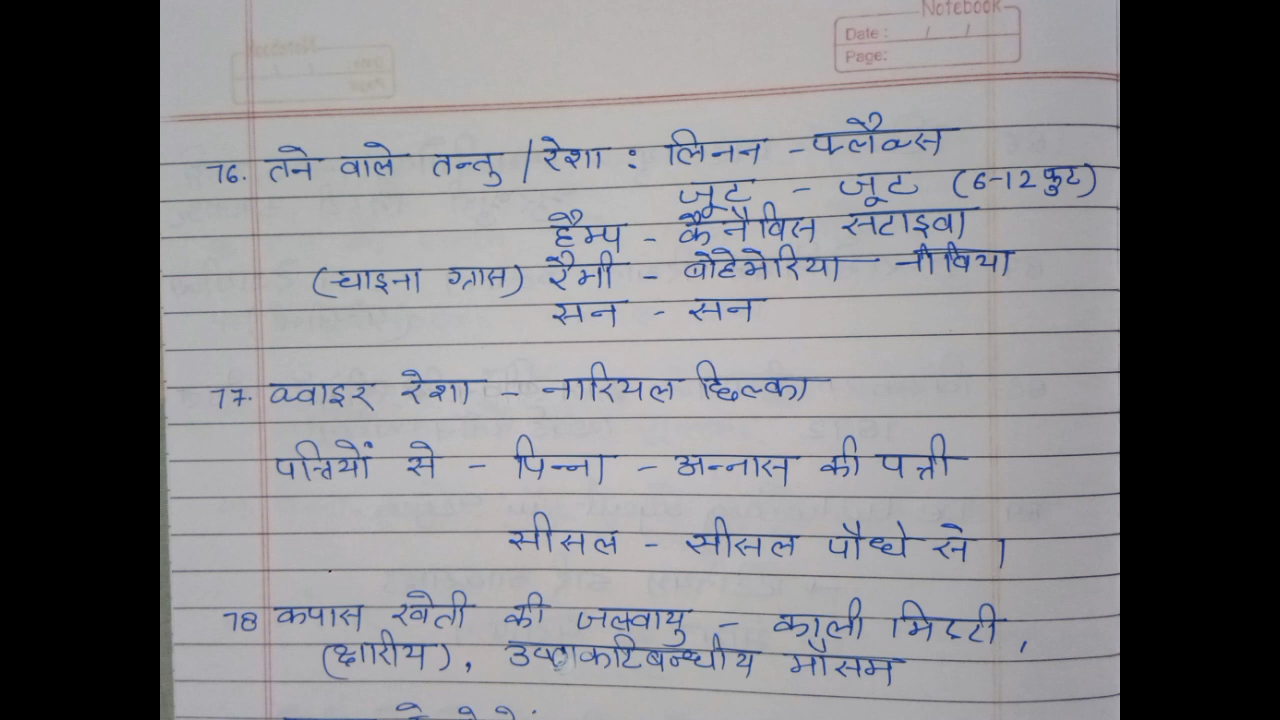 Notebook
Date : / /
Page:
76. तने वाले तन्तु / रेशा : लिनन - फ्लैक्स
जूट - जूट (6-12 फुट)
हैम्प - कैनैविस सटाइवा
(चाइना ग्रास) रैमी - बोहेमेरिया नीविया
सन - सन
77. क्वाइर रेशा - नारियल छिल्का
पत्तियों से - पिन्ना - अन्नास की पत्ती
सीसल - सीसल पौधे से ।
78 कपास खेती की जलवायु - काली मिट्टी ,
(क्षारीय), उष्णकटिबन्धीय मौसम